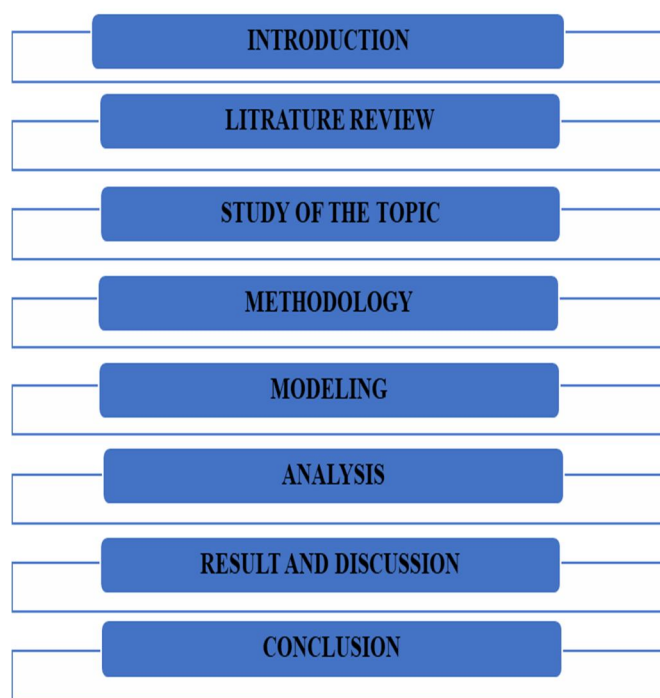 INTRODUCTION
LITRATURE REVIEW
STUDY OF THE TOPIC
METHODOLOGY
MODELING
ANALYSIS
RESULT AND DISCUSSION
CONCLUSION